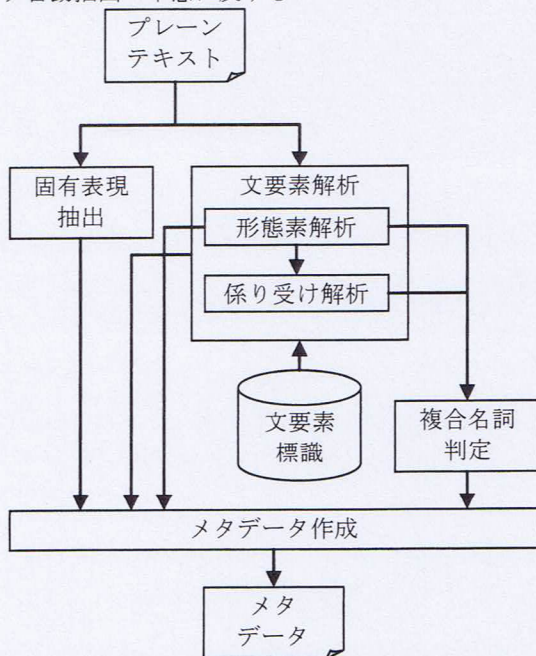 プレーン
テキスト
固有表現
抽出
文要素解析
形態素解析
係り受け解析
文要素
標識
複合名詞
判定
メタデータ作成
メタ
データ